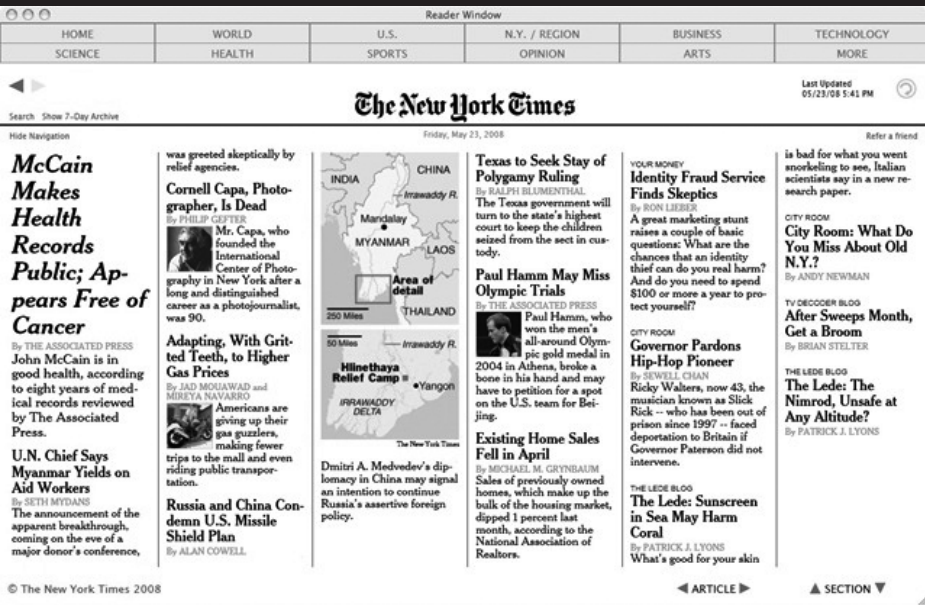 Reader Window
HOME WORLD U.S. N.Y. / REGION BUSINESS TECHNOLOGY
SCIENCE HEALTH SPORTS OPINION ARTS MORE
Search Show 7-Day Archive
The New York Times
Last Updated
05/23/08 5:41 PM
Hide Navigation
Friday, May 23, 2008
Refer a friend
McCain
Makes
Health
Records
Public; Ap-
pears Free of
Cancer
By THE ASSOCIATED PRESS
John McCain is in
good health, according
to eight years of med-
ical records reviewed
by The Associated
Press.
U.N. Chief Says
Myanmar Yields on
Aid Workers
By SETH MYDANS
The announcement of the
apparent breakthrough,
coming on the eve of a
major donor's conference,
was greeted skeptically by
relief agencies.
Cornell Capa, Photo-
grapher, Is Dead
By PHILIP GEFTER
Mr. Capa, who
founded the
International
Center of Photo-
graphy in New York after a
long and distinguished
career as a photojournalist,
was 90.
Adapting, With Grit-
ted Teeth, to Higher
Gas Prices
By JAD MOUAWAD and
MIREYA NAVARRO
Americans are
giving up their
gas guzzlers,
making fewer
trips to the mall and even
riding public transpor-
tation.
Russia and China Con-
demn U.S. Missile
Shield Plan
By ALAN COWELL
INDIA
CHINA
Irrawaddy R.
Mandalay
MYANMAR
LAOS
Area of
detail
THAILAND
250 Miles
50 Miles
Irrawaddy R.
Hlinethaya
Relief Camp
Yangon
IRRAWADDY
DELTA
The New York Times
Dmitri A. Medvedev's dip-
lomacy in China may signal
an intention to continue
Russia's assertive foreign
policy.
Texas to Seek Stay of
Polygamy Ruling
By RALPH BLUMENTHAL
The Texas government will
turn to the state's highest
court to keep the children
seized from the sect in cus-
tody.
Paul Hamm May Miss
Olympic Trials
By THE ASSOCIATED PRESS
Paul Hamm, who
won the men's
all-around Olym-
pic gold medal in
2004 in Athens, broke a
bone in his hand and may
have to petition for a spot
on the U.S. team for Bei-
jing.
Existing Home Sales
Fell in April
By MICHAEL M. GRYNBAUM
Sales of previously owned
homes, which make up the
bulk of the housing market,
dipped 1 percent last
month, according to the
National Association of
Realtors.
YOUR MONEY
Identity Fraud Service
Finds Skeptics
By RON LIEBER
A great marketing stunt
raises a couple of basic
questions: What are the
chances that an identity
thief can do you real harm?
And do you need to spend
$100 or more a year to pro-
tect yourself?
CITY ROOM
Governor Pardons
Hip-Hop Pioneer
By SEWELL CHAN
Ricky Walters, now 43, the
musician known as Slick
Rick -- who has been out of
prison since 1997 -- faced
deportation to Britain if
Governor Paterson did not
intervene.
THE LEDE BLOG
The Lede: Sunscreen
in Sea May Harm
Coral
By PATRICK J. LYONS
What's good for your skin
is bad for what you went
snorkeling to see, Italian
scientists say in a new re-
search paper.
CITY ROOM
City Room: What Do
You Miss About Old
N.Y.?
By ANDY NEWMAN
TV DECODER BLOG
After Sweeps Month,
Get a Broom
By BRIAN STELTER
THE LEDE BLOG
The Lede: The
Nimrod, Unsafe at
Any Altitude?
By PATRICK J. LYONS
© The New York Times 2008
ARTICLE
SECTION